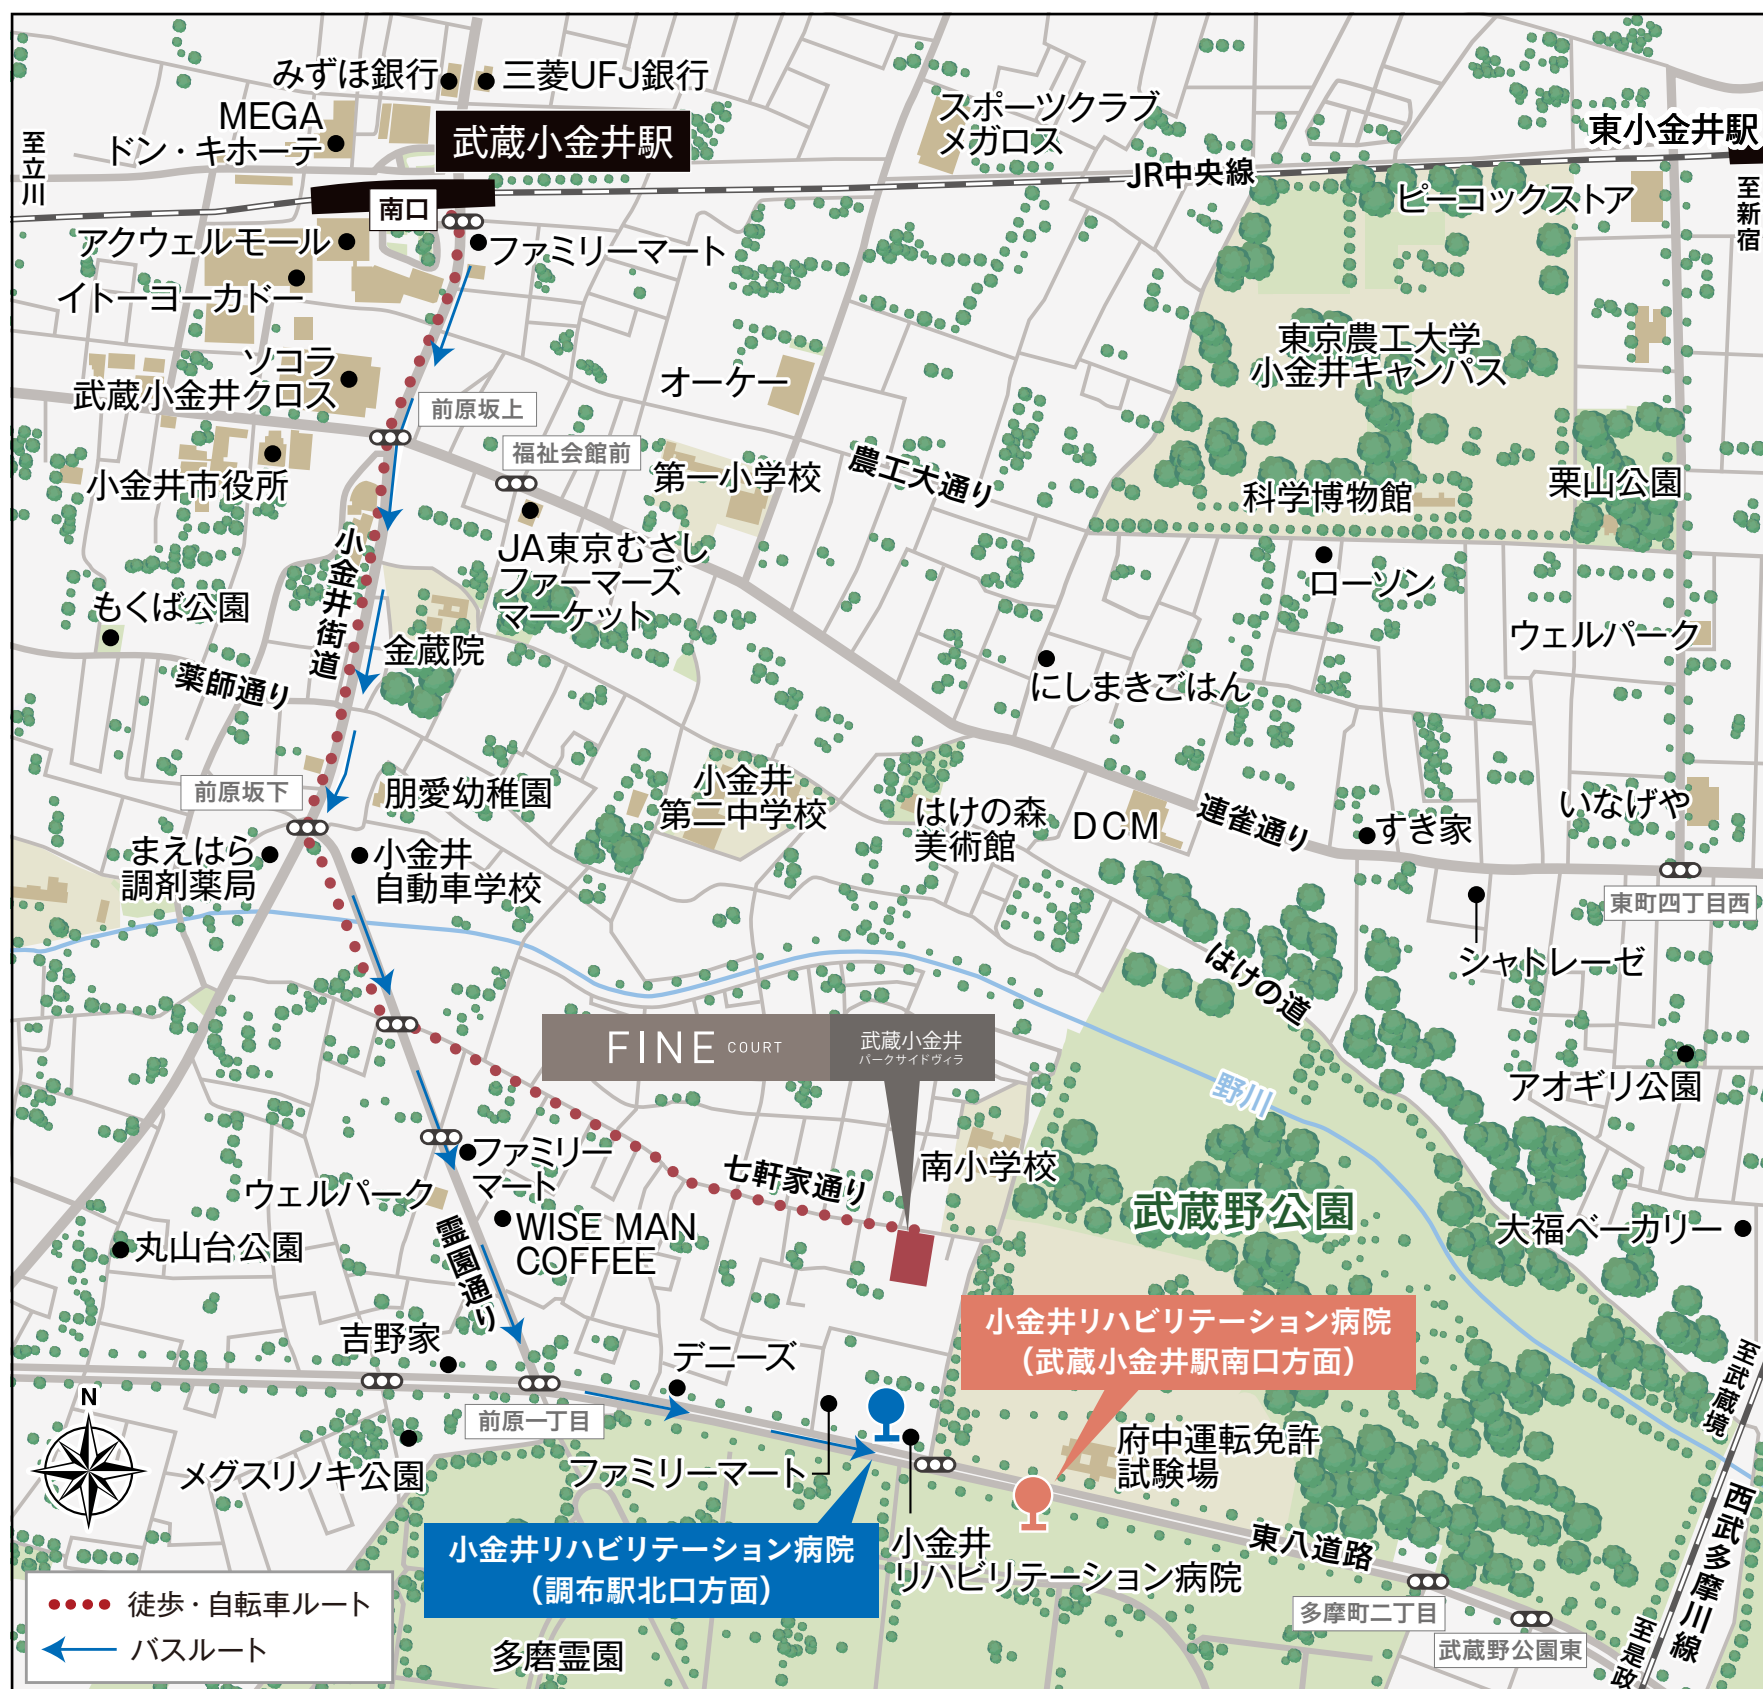 みずほ銀行
三菱UFJ銀行
MEGA
ドン・キホーテ
武蔵小金井駅
スポーツクラブ
メガロス
東小金井駅
至立川
JR中央線
至新宿
南口
ピーコックストア
アクウェルモール
ファミリーマート
イトーヨーカドー
東京農工大学
小金井キャンパス
ソコラ
武蔵小金井クロス
オーケー
前原坂上
福祉会館前
第一小学校
農工大通り
小金井市役所
科学博物館
栗山公園
JA東京むさし
ファーマーズ
マーケット
小金井街道
ローソン
もくば公園
金蔵院
ウェルパーク
薬師通り
にしまきごはん
前原坂下
朋愛幼稚園
小金井
第二中学校
はけの森
美術館
DCM
連雀通り
すき家
いなげや
まえはら
調剤薬局
小金井
自動車学校
東町四丁目西
シャトレーゼ
はけの道
FINE COURT
武蔵小金井
パークサイドヴィラ
野川
アオギリ公園
ファミリー
マート
七軒家通り
南小学校
ウェルパーク
武蔵野公園
WISE MAN
COFFEE
丸山台公園
大福ベーカリー
霊園通り
小金井リハビリテーション病院
（武蔵小金井駅南口方面）
吉野家
デニーズ
至武蔵境
N
前原一丁目
府中運転免許
試験場
メグスリノキ公園
ファミリーマート
小金井リハビリテーション病院
（調布駅北口方面）
小金井
リハビリテーション病院
東八道路
西武多摩川線
徒歩・自転車ルート
バスルート
多摩町二丁目
武蔵野公園東
至是政
多磨霊園